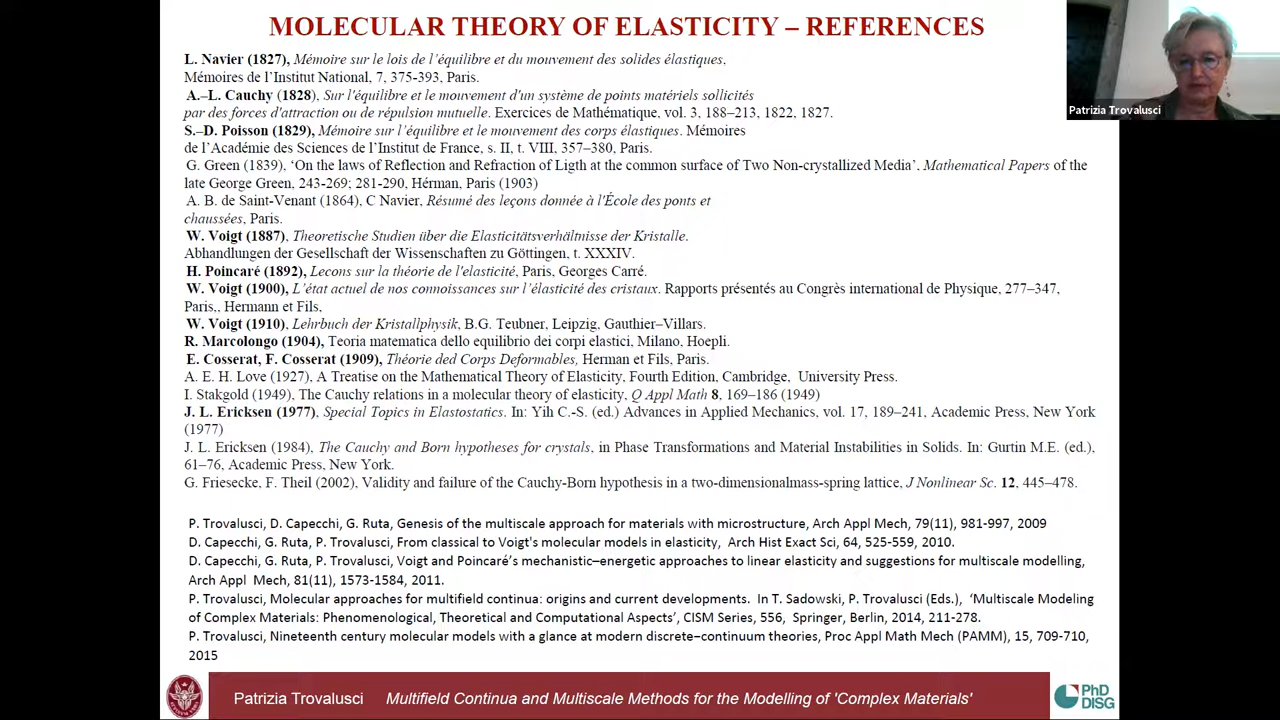 MOLECULAR THEORY OF ELASTICITY – REFERENCES
L. Navier (1827), Mémoire sur le lois de l'équilibre et du mouvement des solides élastiques,
Mémoires de l'Institut National, 7, 375-393, Paris.
A.–L. Cauchy (1828), Sur l'équilibre et le mouvement d'un système de points matériels sollicités
par des forces d'attraction ou de répulsion mutuelle. Exercices de Mathématique, vol. 3, 188–213, 1822, 1827.
S.–D. Poisson (1829), Mémoire sur l'équilibre et le mouvement des corps élastiques. Mémoires
de l'Académie des Sciences de l'Institut de France, s. II, t. VIII, 357–380, Paris.
G. Green (1839), 'On the laws of Reflection and Refraction of Ligth at the common surface of Two Non-crystallized Media', Mathematical Papers of the
late George Green, 243-269; 281-290, Hérman, Paris (1903)
A. B. de Saint-Venant (1864), C Navier, Résumé des leçons donnée à l'École des ponts et
chaussées, Paris.
W. Voigt (1887), Theoretische Studien über die Elasticitätsverhältnisse der Kristalle.
Abhandlungen der Gesellschaft der Wissenschaften zu Göttingen, t. XXXIV.
H. Poincaré (1892), Lecons sur la théorie de l'elasticité, Paris, Georges Carré.
W. Voigt (1900), L'état actuel de nos connoissances sur l'élasticité des cristaux. Rapports présentés au Congrès international de Physique, 277–347,
Paris,, Hermann et Fils,
W. Voigt (1910), Lehrbuch der Kristallphysik, B.G. Teubner, Leipzig, Gauthier–Villars.
R. Marcolongo (1904), Teoria matematica dello equilibrio dei corpi elastici, Milano, Hoepli.
E. Cosserat, F. Cosserat (1909), Théorie ded Corps Deformables, Herman et Fils, Paris.
A. E. H. Love (1927), A Treatise on the Mathematical Theory of Elasticity, Fourth Edition, Cambridge, University Press.
I. Stakgold (1949), The Cauchy relations in a molecular theory of elasticity, Q Appl Math 8, 169–186 (1949)
J. L. Ericksen (1977), Special Topics in Elastostatics. In: Yih C.-S. (ed.) Advances in Applied Mechanics, vol. 17, 189–241, Academic Press, New York
(1977)
J. L. Ericksen (1984), The Cauchy and Born hypotheses for crystals, in Phase Transformations and Material Instabilities in Solids. In: Gurtin M.E. (ed.),
61–76, Academic Press, New York.
G. Friesecke, F. Theil (2002), Validity and failure of the Cauchy-Born hypothesis in a two-dimensionalmass-spring lattice, J Nonlinear Sc. 12, 445–478.
P. Trovalusci, D. Capecchi, G. Ruta, Genesis of the multiscale approach for materials with microstructure, Arch Appl Mech, 79(11), 981-997, 2009
D. Capecchi, G. Ruta, P. Trovalusci, From classical to Voigt's molecular models in elasticity, Arch Hist Exact Sci, 64, 525-559, 2010.
D. Capecchi, G. Ruta, P. Trovalusci, Voigt and Poincaré's mechanistic–energetic approaches to linear elasticity and suggestions for multiscale modelling,
Arch Appl Mech, 81(11), 1573-1584, 2011.
P. Trovalusci, Molecular approaches for multifield continua: origins and current developments. In T. Sadowski, P. Trovalusci (Eds.), 'Multiscale Modeling
of Complex Materials: Phenomenological, Theoretical and Computational Aspects', CISM Series, 556, Springer, Berlin, 2014, 211-278.
P. Trovalusci, Nineteenth century molecular models with a glance at modern discrete–continuum theories, Proc Appl Math Mech (PAMM), 15, 709-710,
2015
Patrizia Trovalusci
Patrizia Trovalusci Multifield Continua and Multiscale Methods for the Modelling of 'Complex Materials'
PhD
DISG